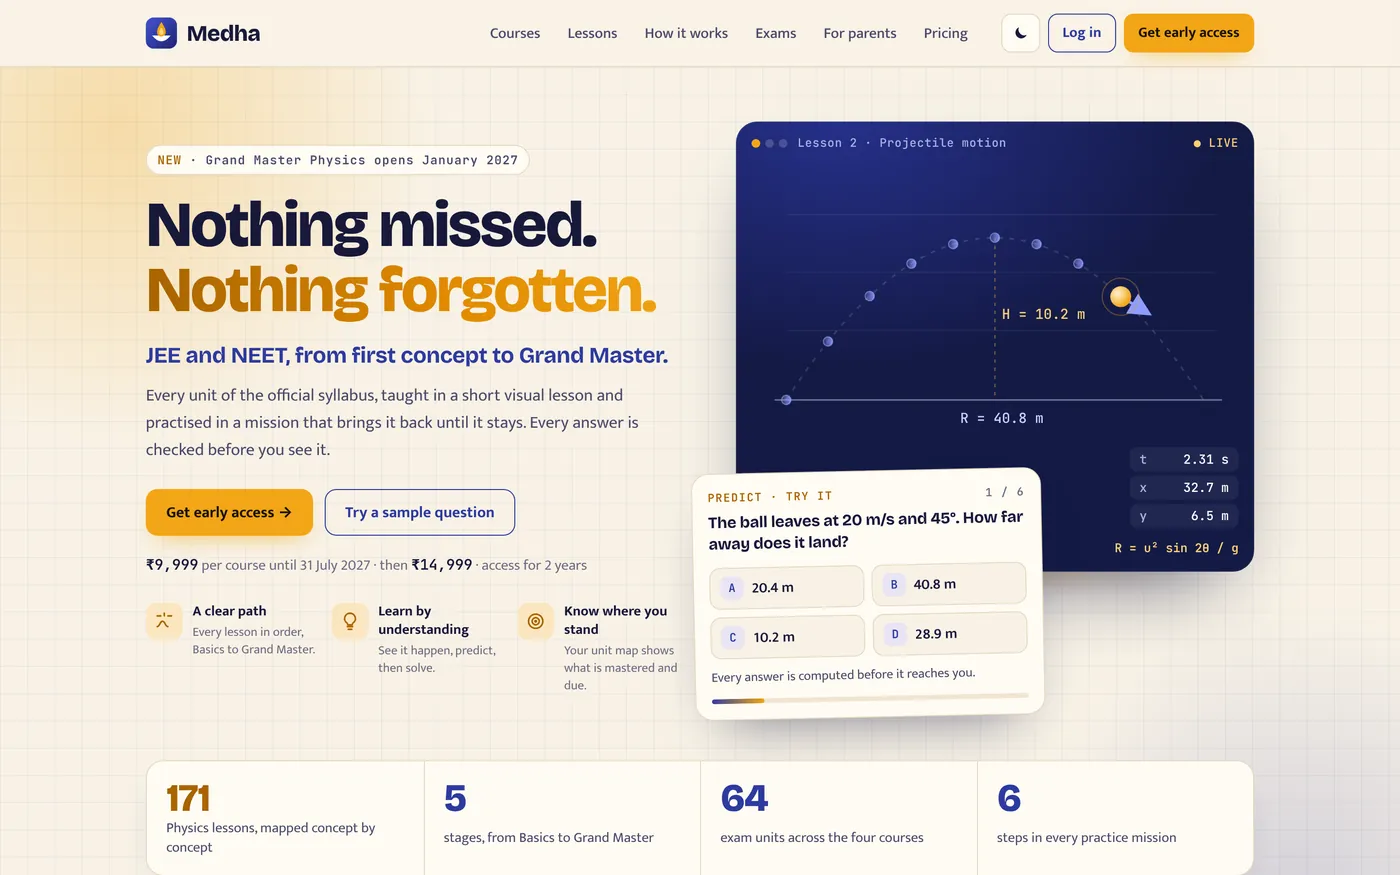 Medha
Courses
Lessons
How it works
Exams
For parents
Pricing
Log in
Get early access
NEW · Grand Master Physics opens January 2027
Nothing missed.
Nothing forgotten.
JEE and NEET, from first concept to Grand Master.
Every unit of the official syllabus, taught in a short visual lesson and
practised in a mission that brings it back until it stays. Every answer is
checked before you see it.
Get early access →
Try a sample question
₹9,999 per course until 31 July 2027 · then ₹14,999 · access for 2 years
A clear path
Every lesson in order,
Basics to Grand Master.
Learn by
understanding
See it happen, predict,
then solve.
Know where you
stand
Your unit map shows
what is mastered and
due.
Lesson 2 · Projectile motion
LIVE
H = 10.2 m
R = 40.8 m
t 2.31 s
x 32.7 m
y 6.5 m
R = u² sin 2θ / g
PREDICT · TRY IT
1 / 6
The ball leaves at 20 m/s and 45°. How far
away does it land?
A 20.4 m
B 40.8 m
C 10.2 m
D 28.9 m
Every answer is computed before it reaches you.
171
Physics lessons, mapped concept by
concept
5
stages, from Basics to Grand Master
64
exam units across the four courses
6
steps in every practice mission